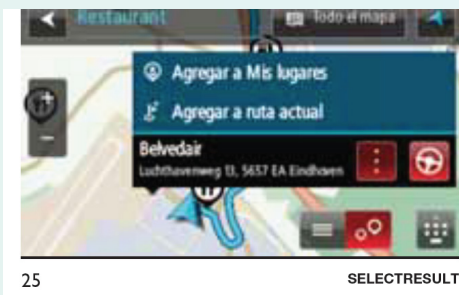 Restaurant Todo el mapa
Agregar a Mis lugares
Agregar a ruta actual
Belvedair
Luchthavenweg 13, 5657 EA Eindhoven
25 SELECTRESULT